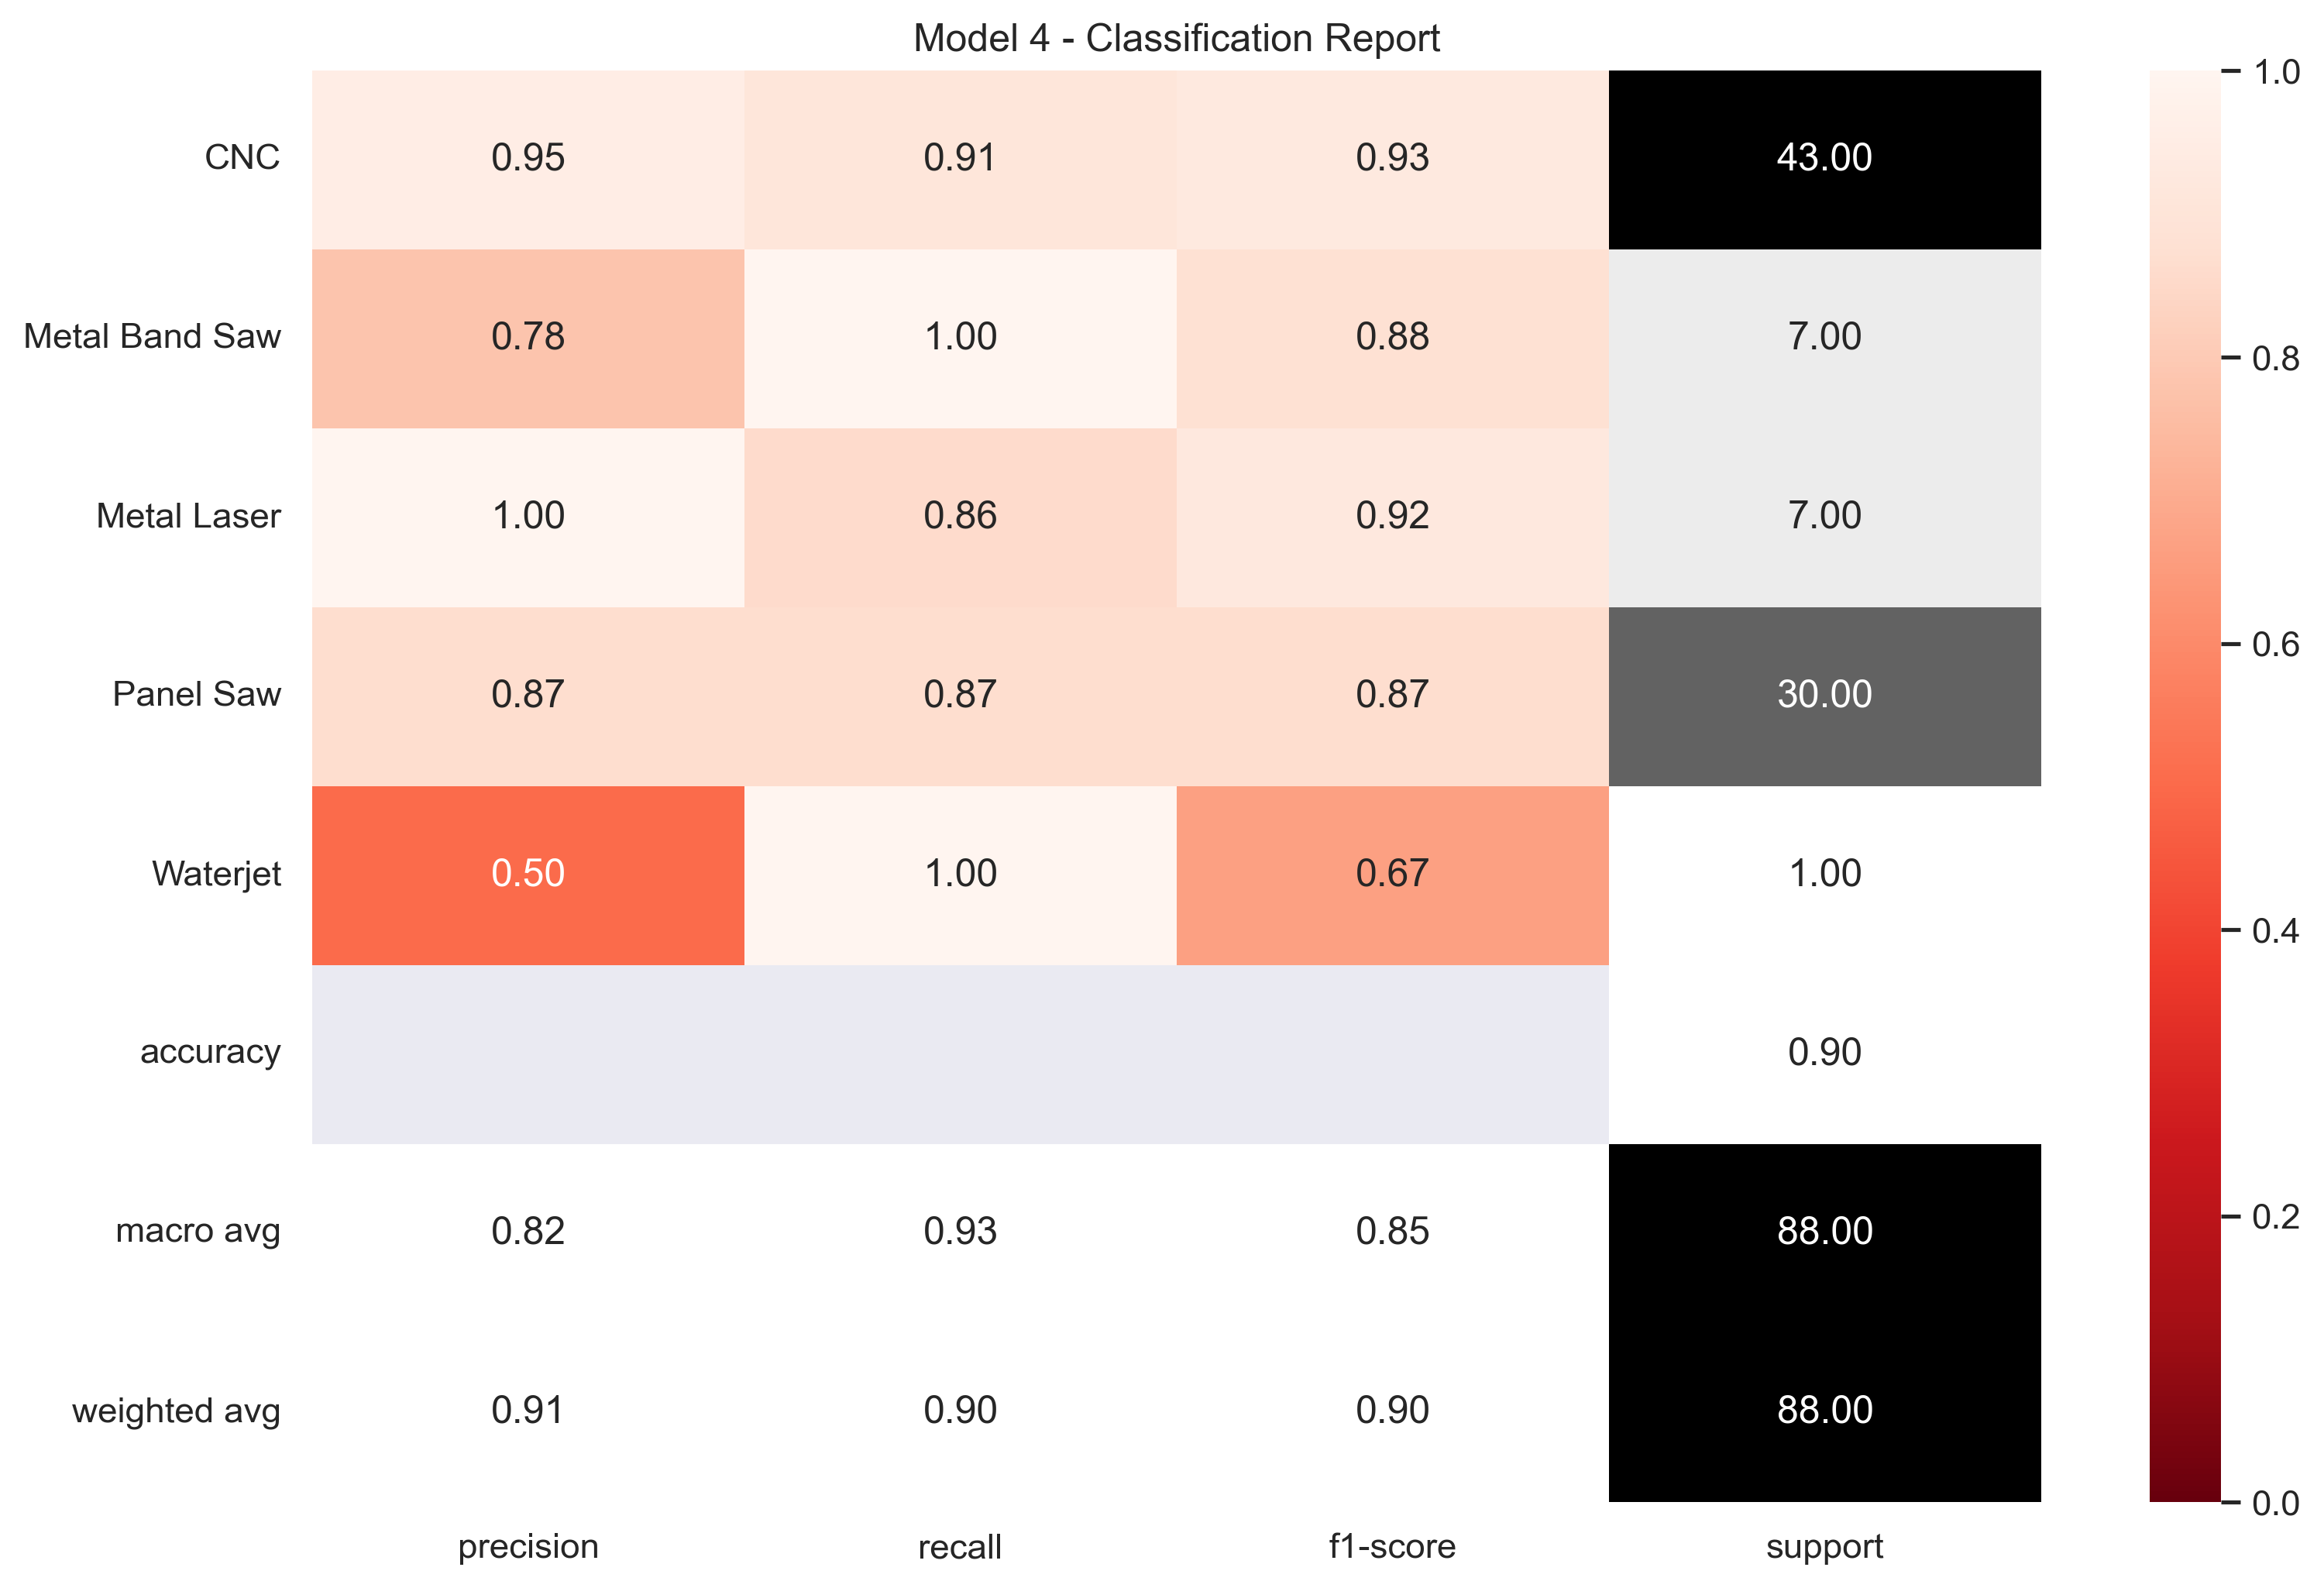 Model 4 - Classification Report
CNC 0.95 0.91 0.93 43.00
Metal Band Saw 0.78 1.00 0.88 7.00
Metal Laser 1.00 0.86 0.92 7.00
Panel Saw 0.87 0.87 0.87 30.00
Waterjet 0.50 1.00 0.67 1.00
accuracy 0.90
macro avg 0.82 0.93 0.85 88.00
weighted avg 0.91 0.90 0.90 88.00
precision recall f1-score support
1.0
0.8
0.6
0.4
0.2
0.0